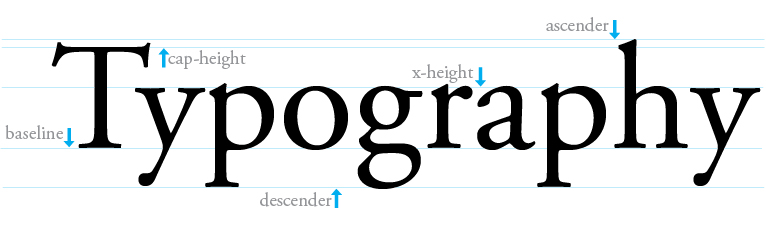 ascender
cap-height
x-height
Typography
baseline
descender